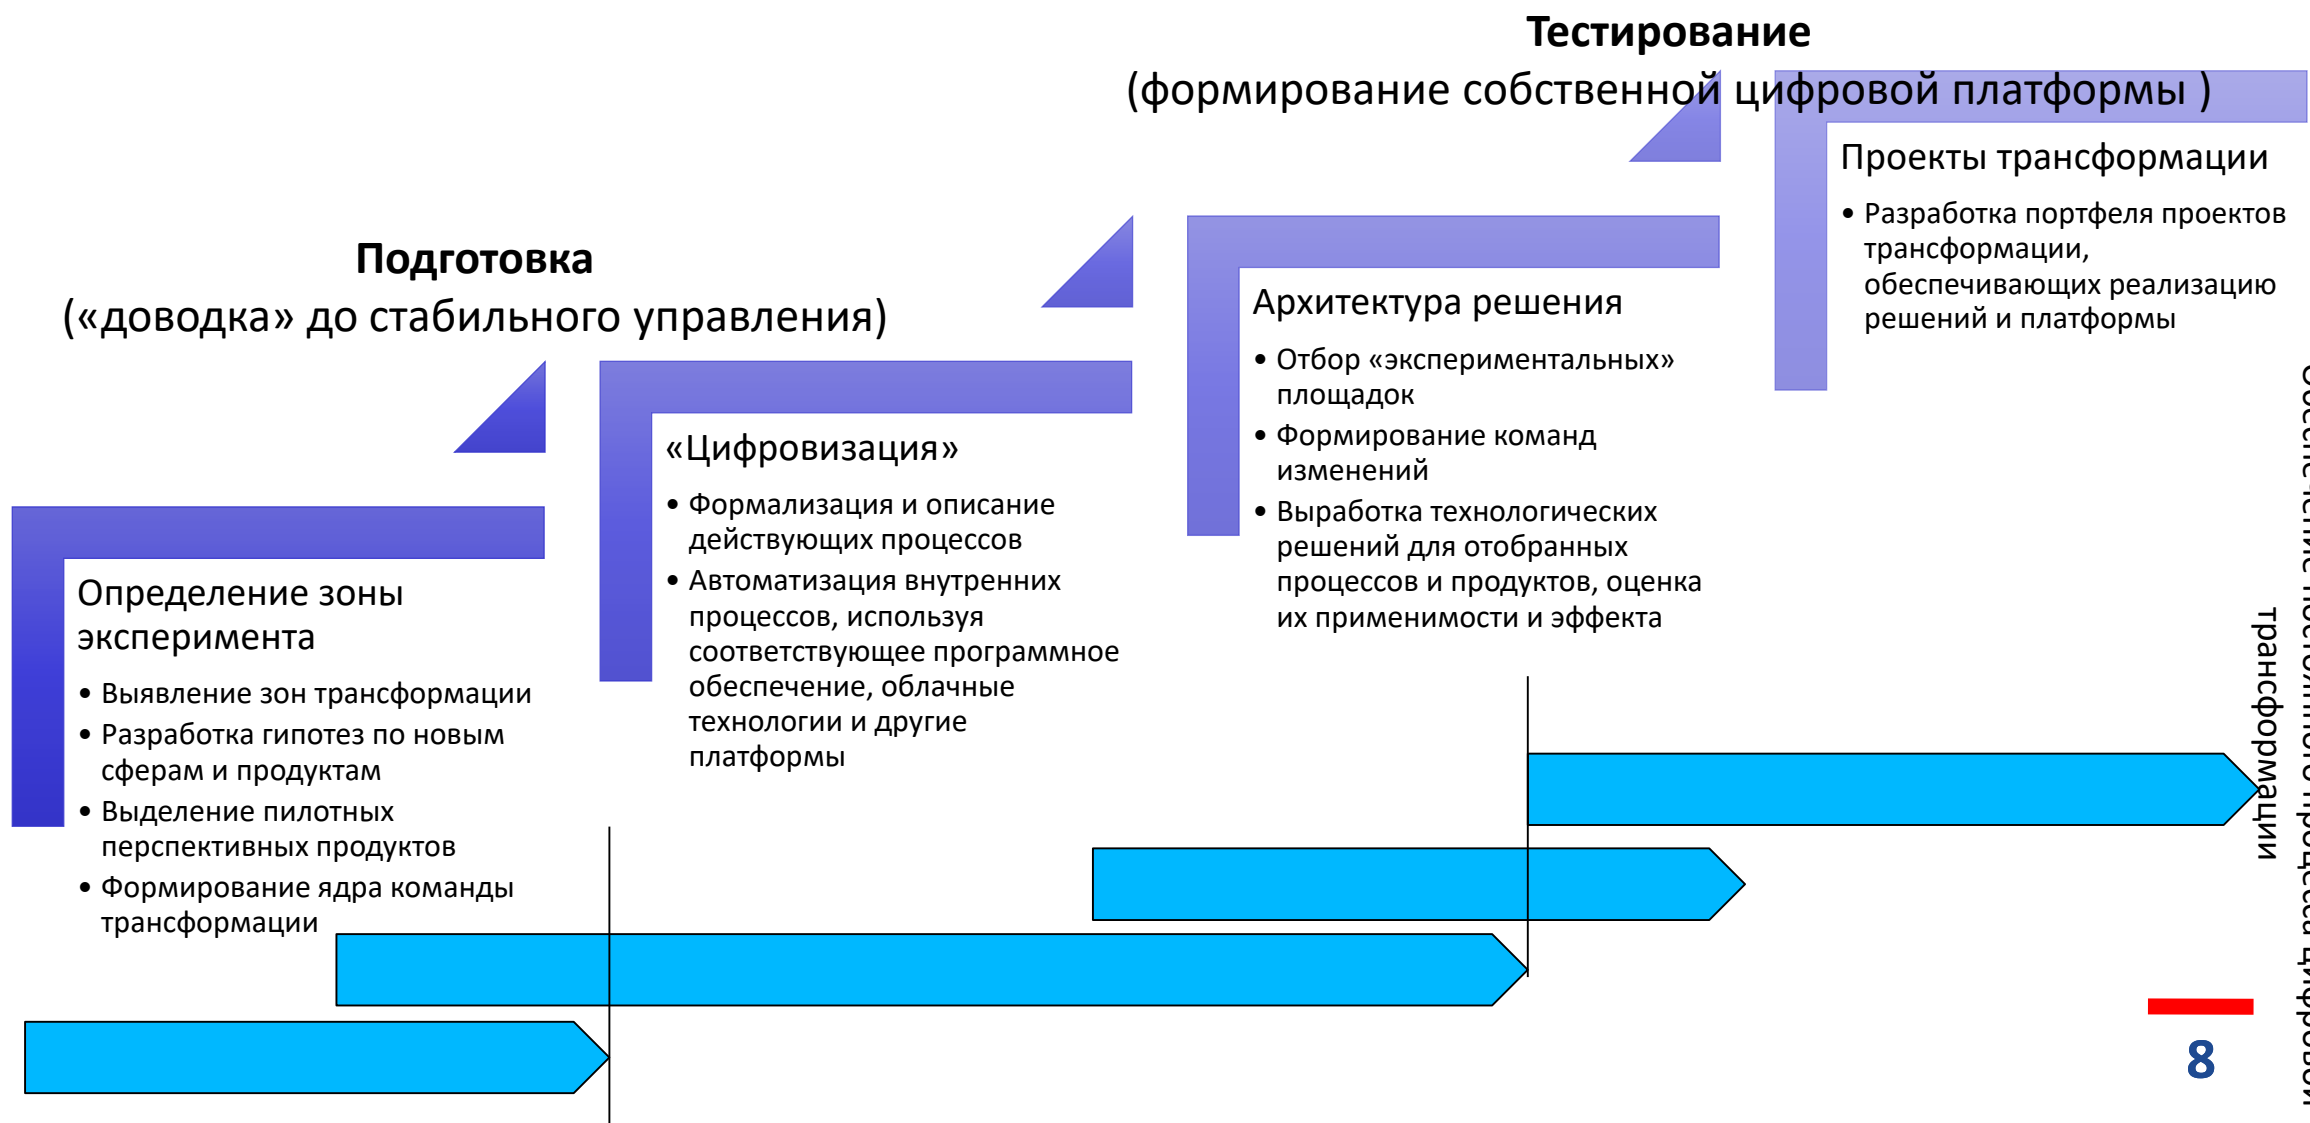 Тестирование
(формирование собственной цифровой платформы )
Подготовка
(«доводка» до стабильного управления)
Определение зоны
эксперимента
• Выявление зон трансформации
• Разработка гипотез по новым
сферам и продуктам
• Выделение пилотных
перспективных продуктов
• Формирование ядра команды
трансформации
«Цифровизация»
• Формализация и описание
действующих процессов
• Автоматизация внутренних
процессов, используя
соответствующее программное
обеспечение, облачные
технологии и другие
платформы
Архитектура решения
• Отбор «экспериментальных»
площадок
• Формирование команд
изменений
• Выработка технологических
решений для отобранных
процессов и продуктов, оценка
их применимости и эффекта
Проекты трансформации
• Разработка портфеля проектов
трансформации,
обеспечивающих реализацию
решений и платформы
Обеспечение постоянного процесса цифровой
трансформации
8